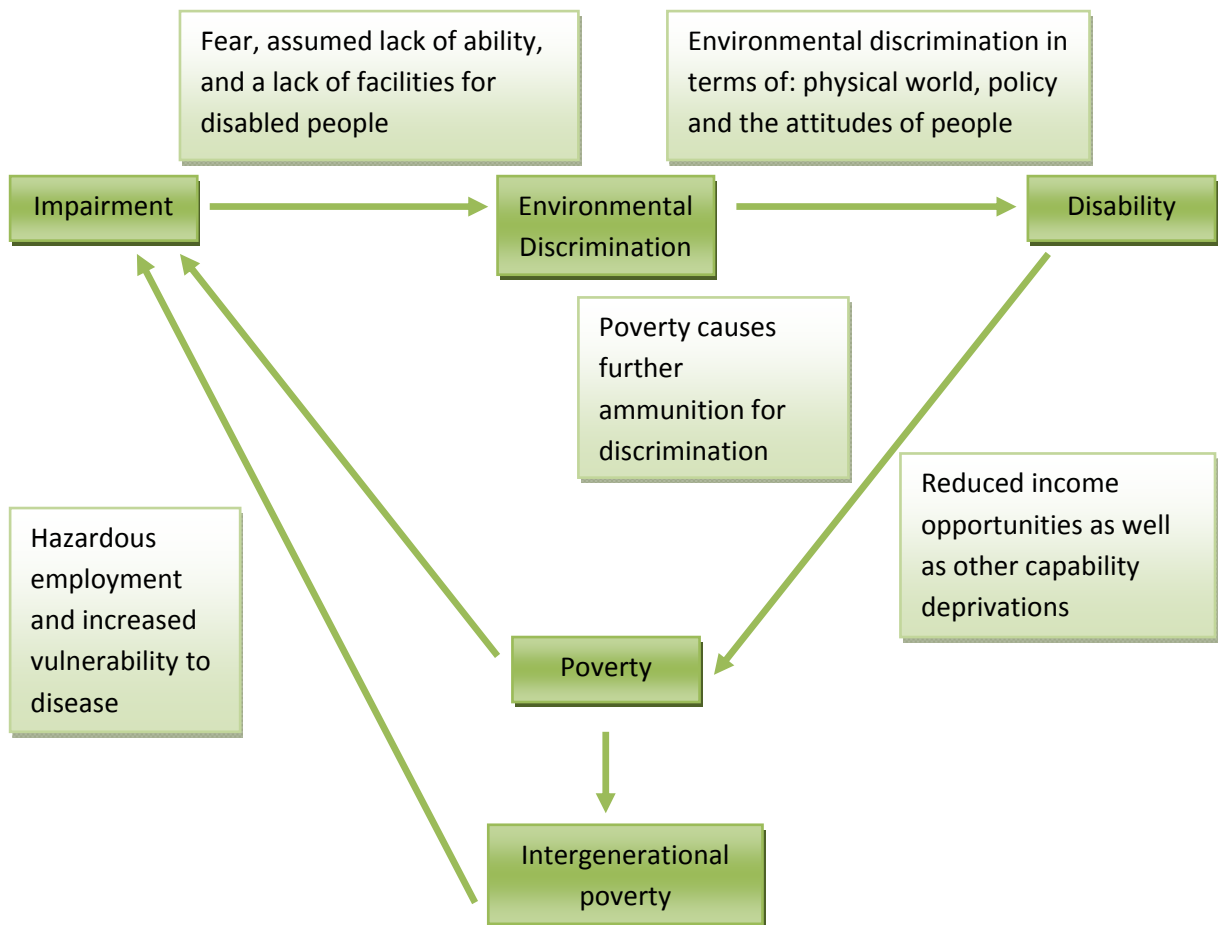 Fear, assumed lack of ability,
and a lack of facilities for
disabled people
Environmental discrimination in
terms of: physical world, policy
and the attitudes of people
Impairment
Environmental
Discrimination
Disability
Poverty causes
further
ammunition for
discrimination
Reduced income
opportunities as well
as other capability
deprivations
Hazardous
employment
and increased
vulnerability to
disease
Poverty
Intergenerational
poverty